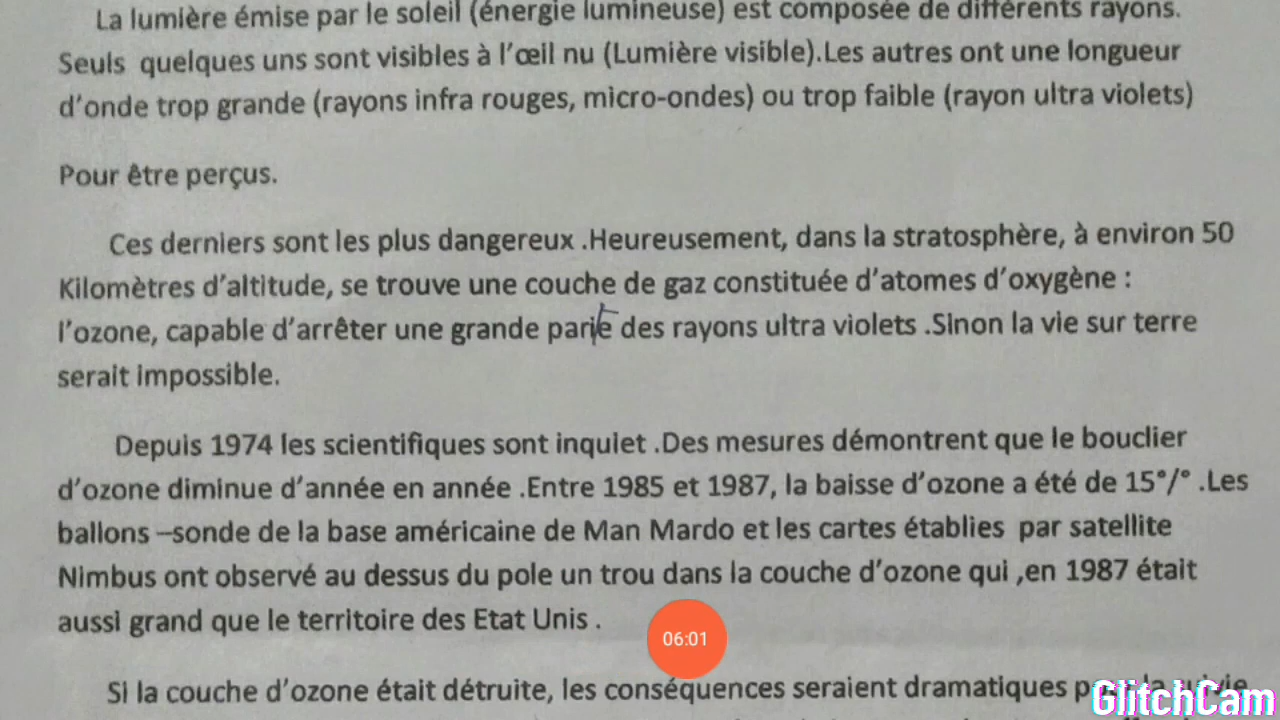 La lumière émise par le soleil (énergie lumineuse) est composée de différents rayons.
Seuls quelques uns sont visibles à l'œil nu (Lumière visible).Les autres ont une longueur
d'onde trop grande (rayons infra rouges, micro-ondes) ou trop faible (rayon ultra violets)
Pour être perçus.
Ces derniers sont les plus dangereux .Heureusement, dans la stratosphère, à environ 50
Kilomètres d'altitude, se trouve une couche de gaz constituée d'atomes d'oxygène :
l'ozone, capable d'arrêter une grande parite des rayons ultra violets .Sinon la vie sur terre
serait impossible.
Depuis 1974 les scientifiques sont inquiet .Des mesures démontrent que le bouclier
d'ozone diminue d'année en année .Entre 1985 et 1987, la baisse d'ozone a été de 15°/° .Les
ballons –sonde de la base américaine de Man Mardo et les cartes établies par satellite
Nimbus ont observé au dessus du pole un trou dans la couche d'ozone qui ,en 1987 était
aussi grand que le territoire des Etat Unis .
06:01
Si la couche d'ozone était détruite, les conséquences seraient dramatiques
GlitchCam